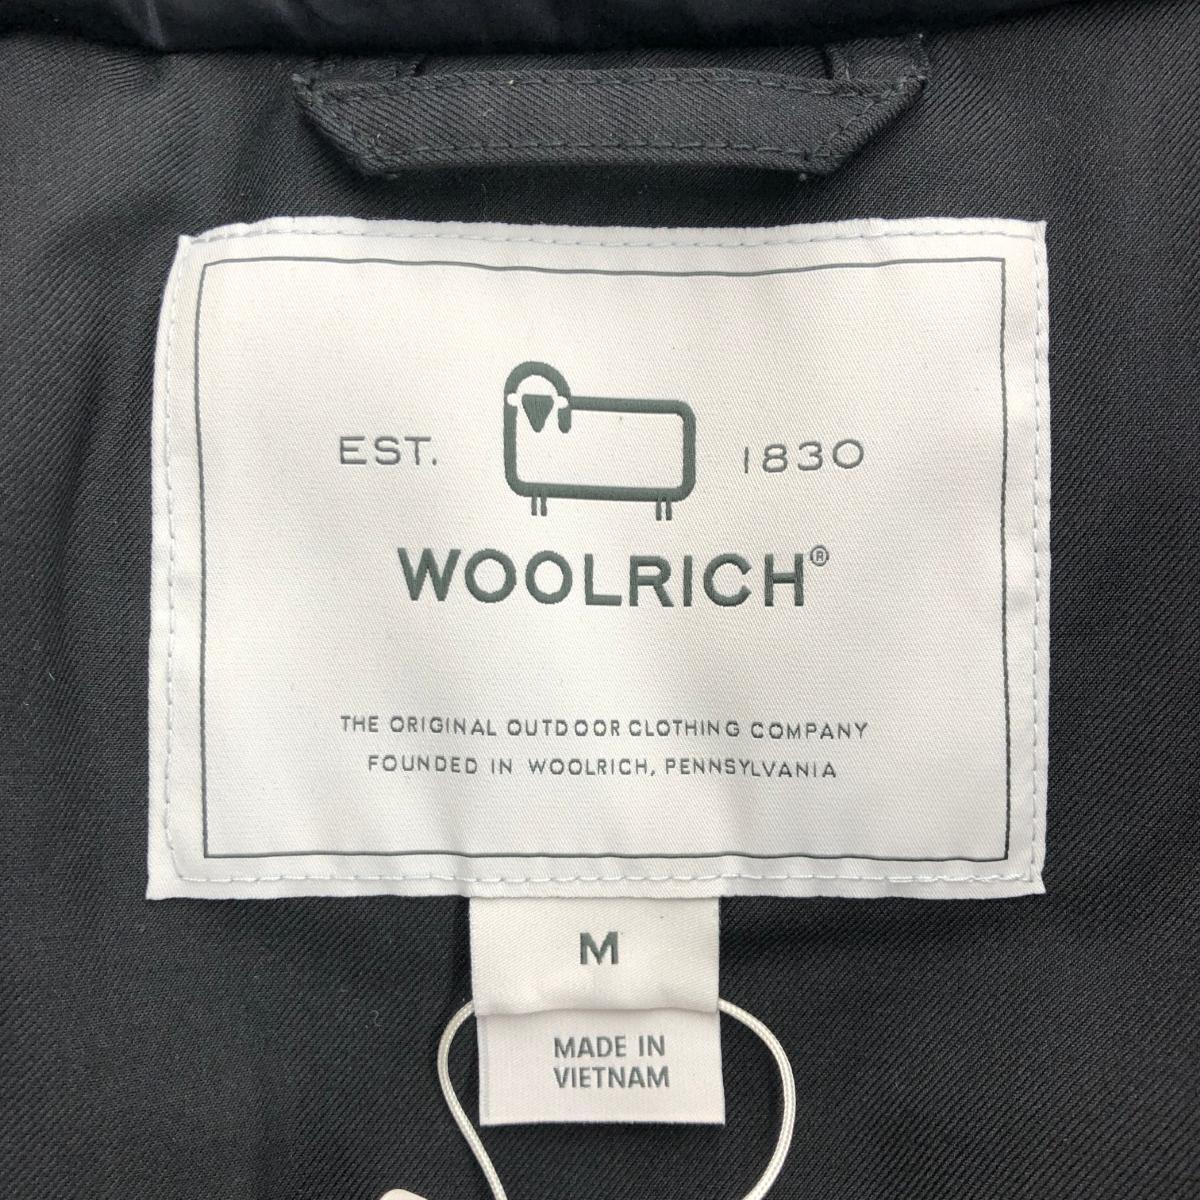 EST. 1830
WOOLRICH®
THE ORIGINAL OUTDOOR CLOTHING COMPANY
FOUNDED IN WOOLRICH, PENNSYLVANIA
M
MADE IN
VIETNAM